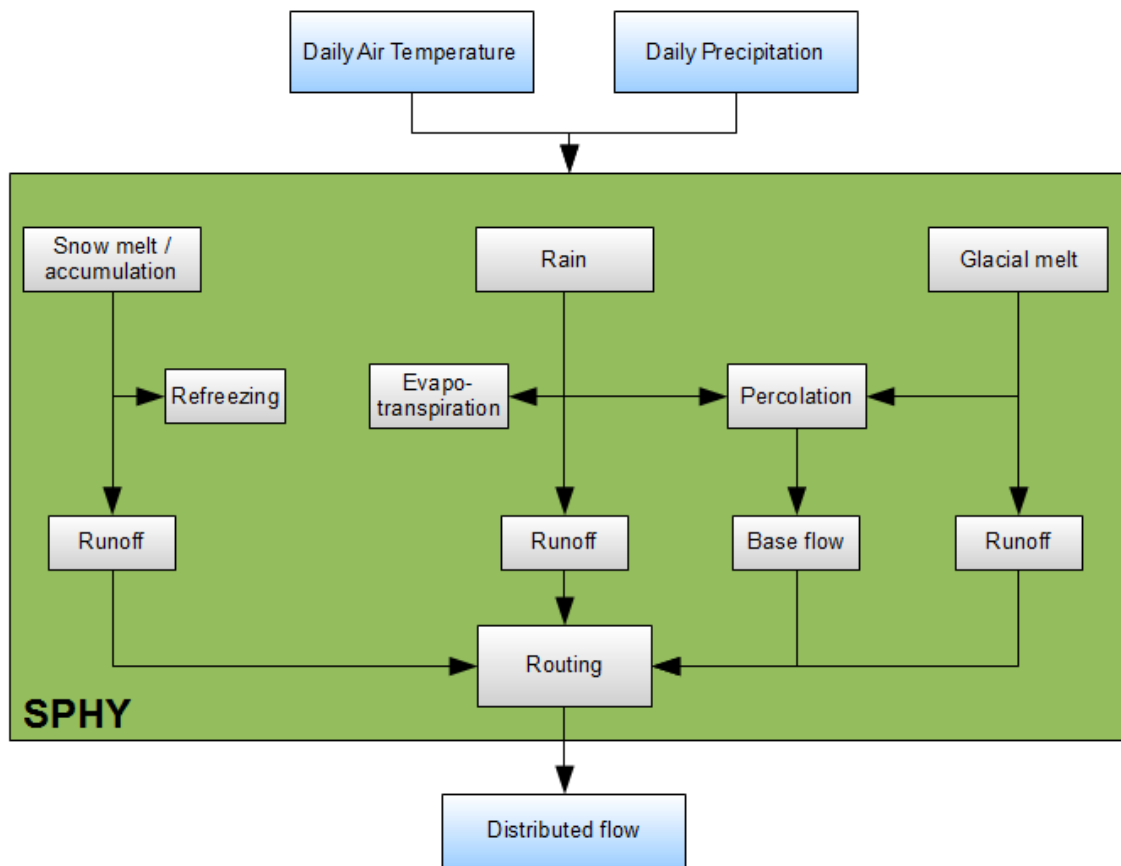 Daily Air Temperature
Daily Precipitation
Snow melt /
accumulation
Rain
Glacial melt
Refreezing
Evapo-
transpiration
Percolation
Runoff
Runoff
Base flow
Runoff
Routing
SPHY
Distributed flow